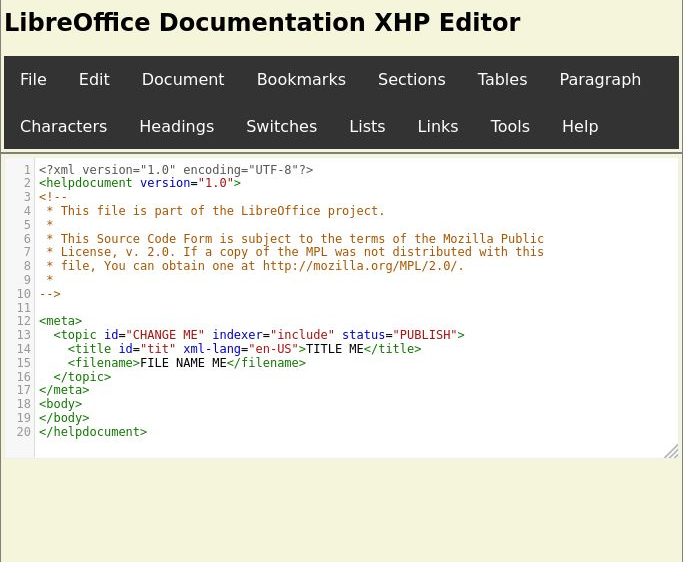 LibreOffice Documentation XHP Editor
File Edit Document Bookmarks Sections Tables Paragraph
Characters Headings Switches Lists Links Tools Help
1 <?xml version="1.0" encoding="UTF-8"?>
2 <helpdocument version="1.0">
3 <!--
4  * This file is part of the LibreOffice project.
5  *
6  * This Source Code Form is subject to the terms of the Mozilla Public
7  * License, v. 2.0. If a copy of the MPL was not distributed with this
8  * file, You can obtain one at http://mozilla.org/MPL/2.0/.
9  *
10 -->
11
12 <meta>
13   <topic id="CHANGE ME" indexer="include" status="PUBLISH">
14     <title id="tit" xml-lang="en-US">TITLE ME</title>
15     <filename>FILE NAME ME</filename>
16   </topic>
17 </meta>
18 <body>
19 </body>
20 </helpdocument>